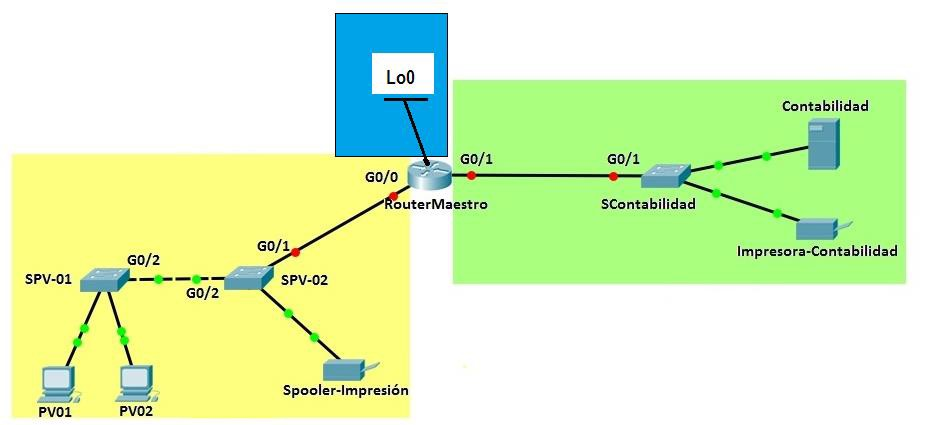 Lo0
Contabilidad
G0/1
G0/1
G0/0
RouterMaestro
SContabilidad
Impresora-Contabilidad
G0/1
G0/2
SPV-01
SPV-02
G0/2
Spooler-Impresión
PV01
PV02